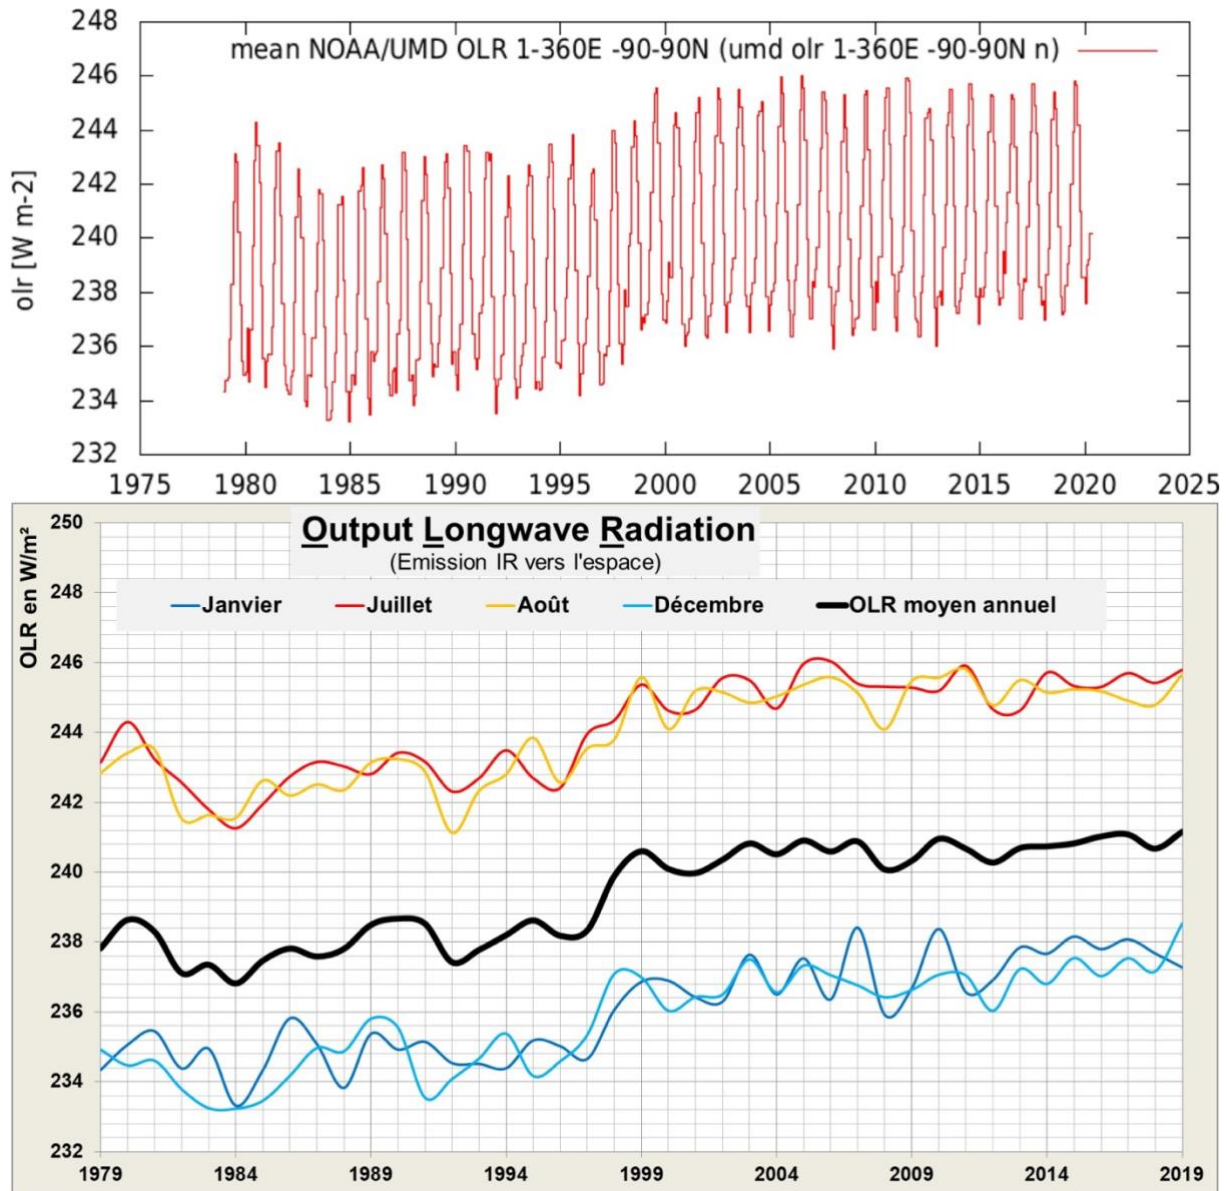 248
mean NOAA/UMD OLR 1-360E -90-90N (umd olr 1-360E -90-90N n)
246
244
242
240
238
236
234
232
olr [W m-2]
1975 1980 1985 1990 1995 2000 2005 2010 2015 2020 2025
Output Longwave Radiation
(Emission IR vers l'espace)
Janvier Juillet Août Décembre OLR moyen annuel
OLR en W/m²
250
248
246
244
242
240
238
236
234
232
1979 1984 1989 1994 1999 2004 2009 2014 2019